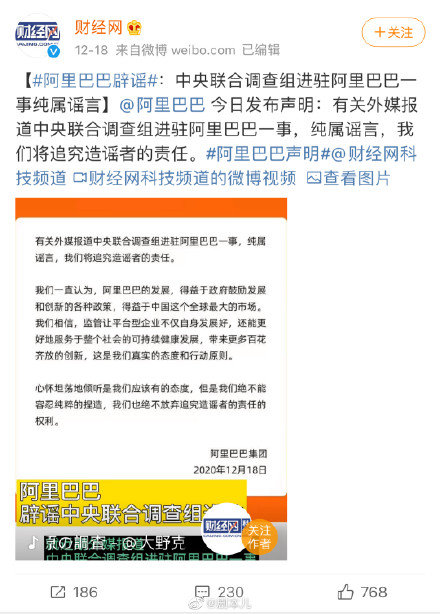 财经网
12-18 来自微博 weibo.com 已编辑
+关注
【#阿里巴巴辟谣#：中央联合调查组进驻阿里巴巴一
事纯属谣言】@阿里巴巴 今日发布声明：有关外媒报
道中央联合调查组进驻阿里巴巴一事，纯属谣言，我
们将追究造谣者的责任。#阿里巴巴声明#@财经网科
技频道 财经网科技频道的微博视频 查看图片
有关外媒报道中央联合调查组进驻阿里巴巴一事，纯属
谣言，我们将追究造谣者的责任。
我们一直认为，阿里巴巴的发展，得益于政府鼓励发展
和创新的各种政策，得益于中国这个全球最大的市场。
我们相信，监管让平台型企业不仅自身发展好，还能更
好地服务于整个社会的可持续健康发展，带来更多百花
齐放的创新，这是我们真实的态度和行动原则。
心怀坦荡地倾听是我们应该有的态度，但是我们绝不能
容忍纯粹的捏造，我们也绝不放弃追究造谣者的责任的
权利。
阿里巴巴集团
2020年12月18日
阿里巴巴
辟谣中央联合调查组进
财经网
关注
作者
の調査 @大野克
中央联合调查组进驻阿里巴巴一事
186
230
768